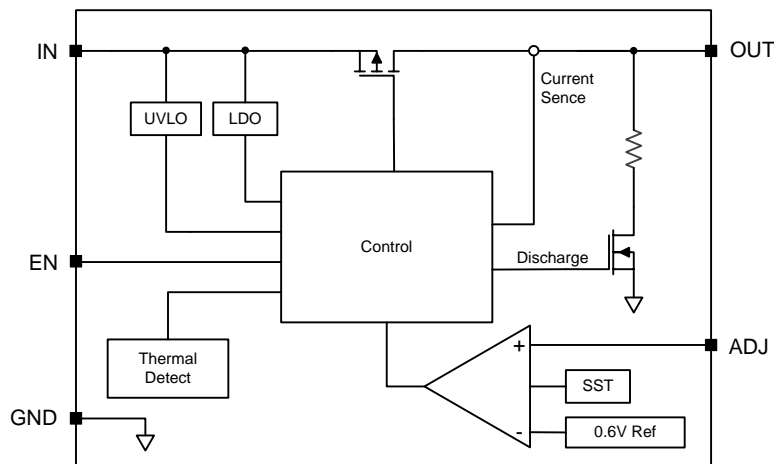 IN
OUT
Current
Sence
UVLO
LDO
Control
EN
Discharge
Thermal
Detect
+
ADJ
SST
GND
-
0.6V Ref